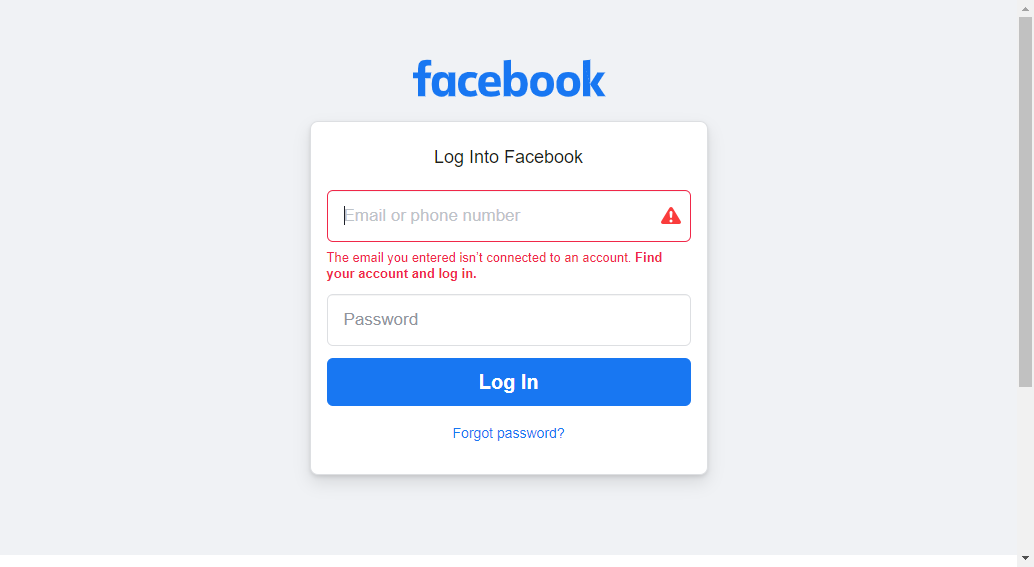 facebook
Log Into Facebook
Email or phone number
The email you entered isn’t connected to an account. Find
your account and log in.
Password
Log In
Forgot password?